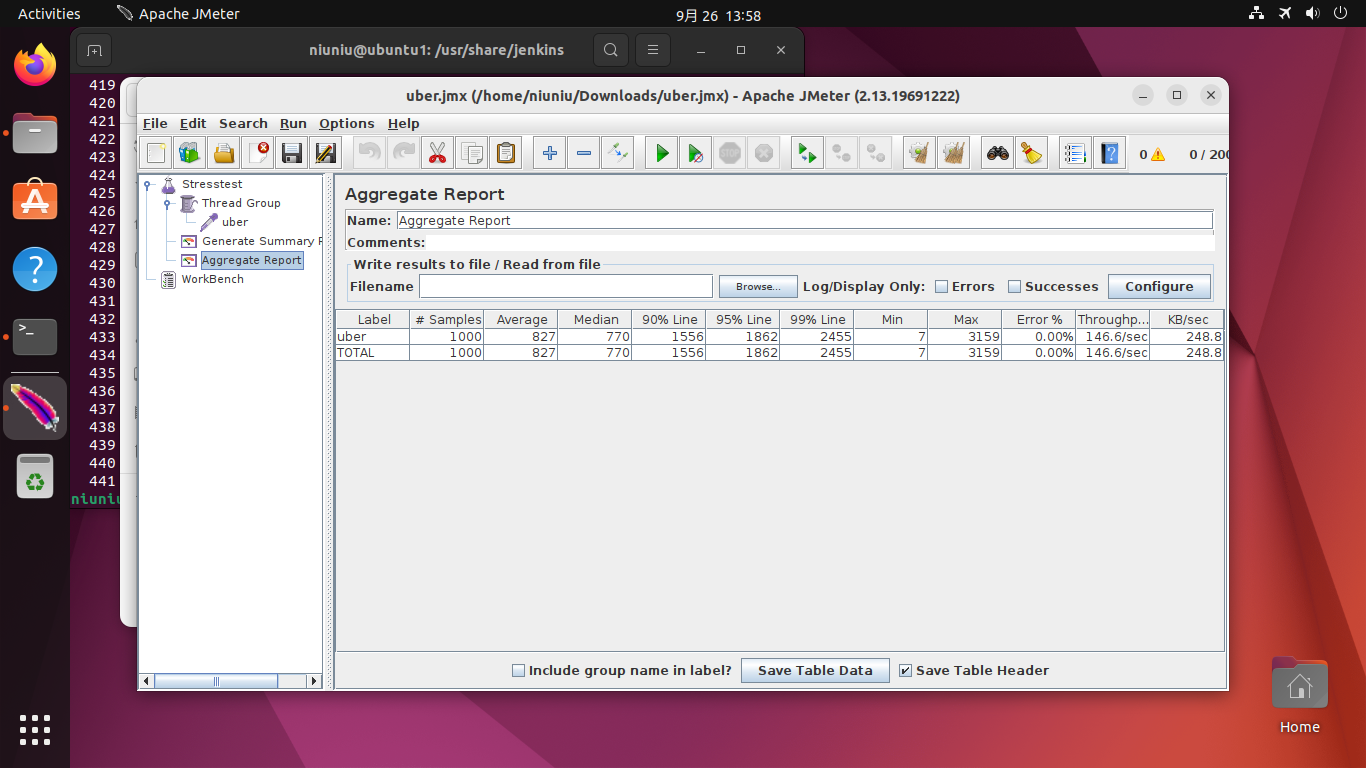 Activities
Apache JMeter
9月 26 13:58
niuniu@ubuntu1: /usr/share/jenkins
419
420
421
422
423
424
425
426
427
428
429
430
431
432
433
434
435
436
437
438
439
440
441
niuniu
uber.jmx (/home/niuniu/Downloads/uber.jmx) - Apache JMeter (2.13.19691222)
File Edit Search Run Options Help
STOP
0
0 / 200
Stresstest
Thread Group
uber
Generate Summary R
Aggregate Report
WorkBench
Aggregate Report
Name: Aggregate Report
Comments:
Write results to file / Read from file
Filename Browse... Log/Display Only: Errors Successes Configure
Label # Samples Average Median 90% Line 95% Line 99% Line Min Max Error % Throughp... KB/sec
uber 1000 827 770 1556 1862 2455 7 3159 0.00% 146.6/sec 248.8
TOTAL 1000 827 770 1556 1862 2455 7 3159 0.00% 146.6/sec 248.8
Include group name in label? Save Table Data Save Table Header
Home